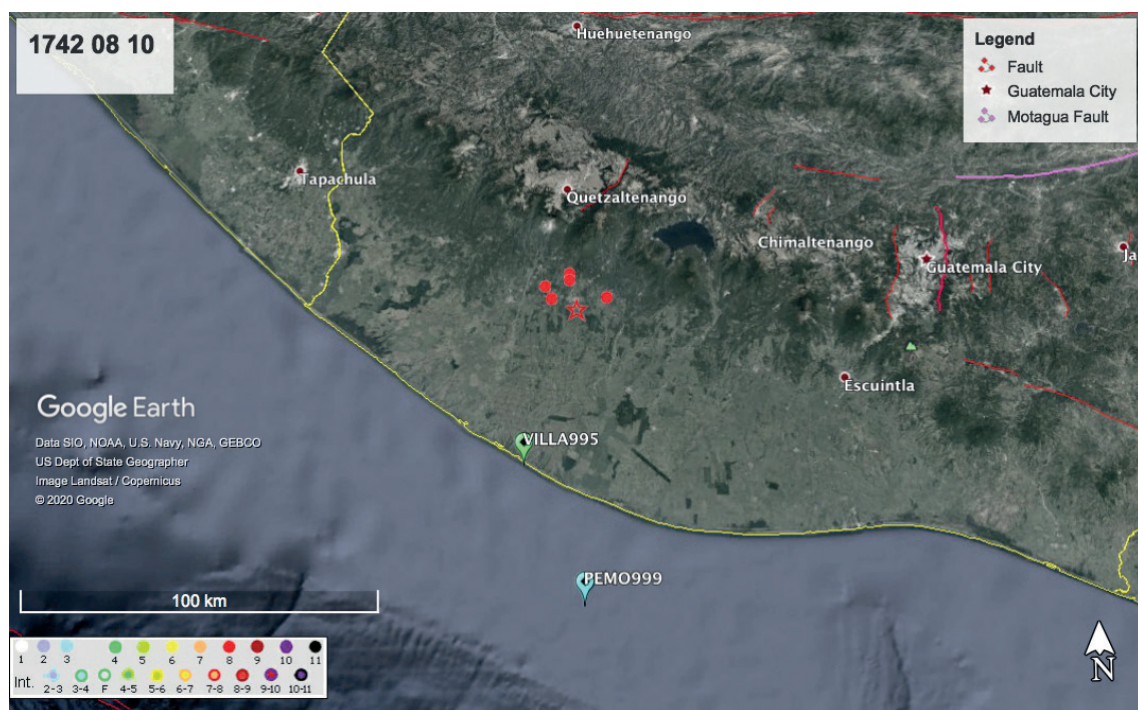 1742 08 10
Huehuetenango
Legend
Fault
Guatemala City
Motagua Fault
Tapachula
Quetzaltenango
Chimaltenango
Guatemala City
Ja
Escuintla
Google Earth
VILLA995
Data SIO, NOAA, U.S. Navy, NGA, GEBCO
US Dept of State Geographer
Image Landsat / Copernicus
© 2020 Google
PEMO999
100 km
1 2 3 4 5 6 7 8 9 10 11
Int. 2-3 3-4 F 4-5 5-6 6-7 7-8 8-9 9-10 10-11
N